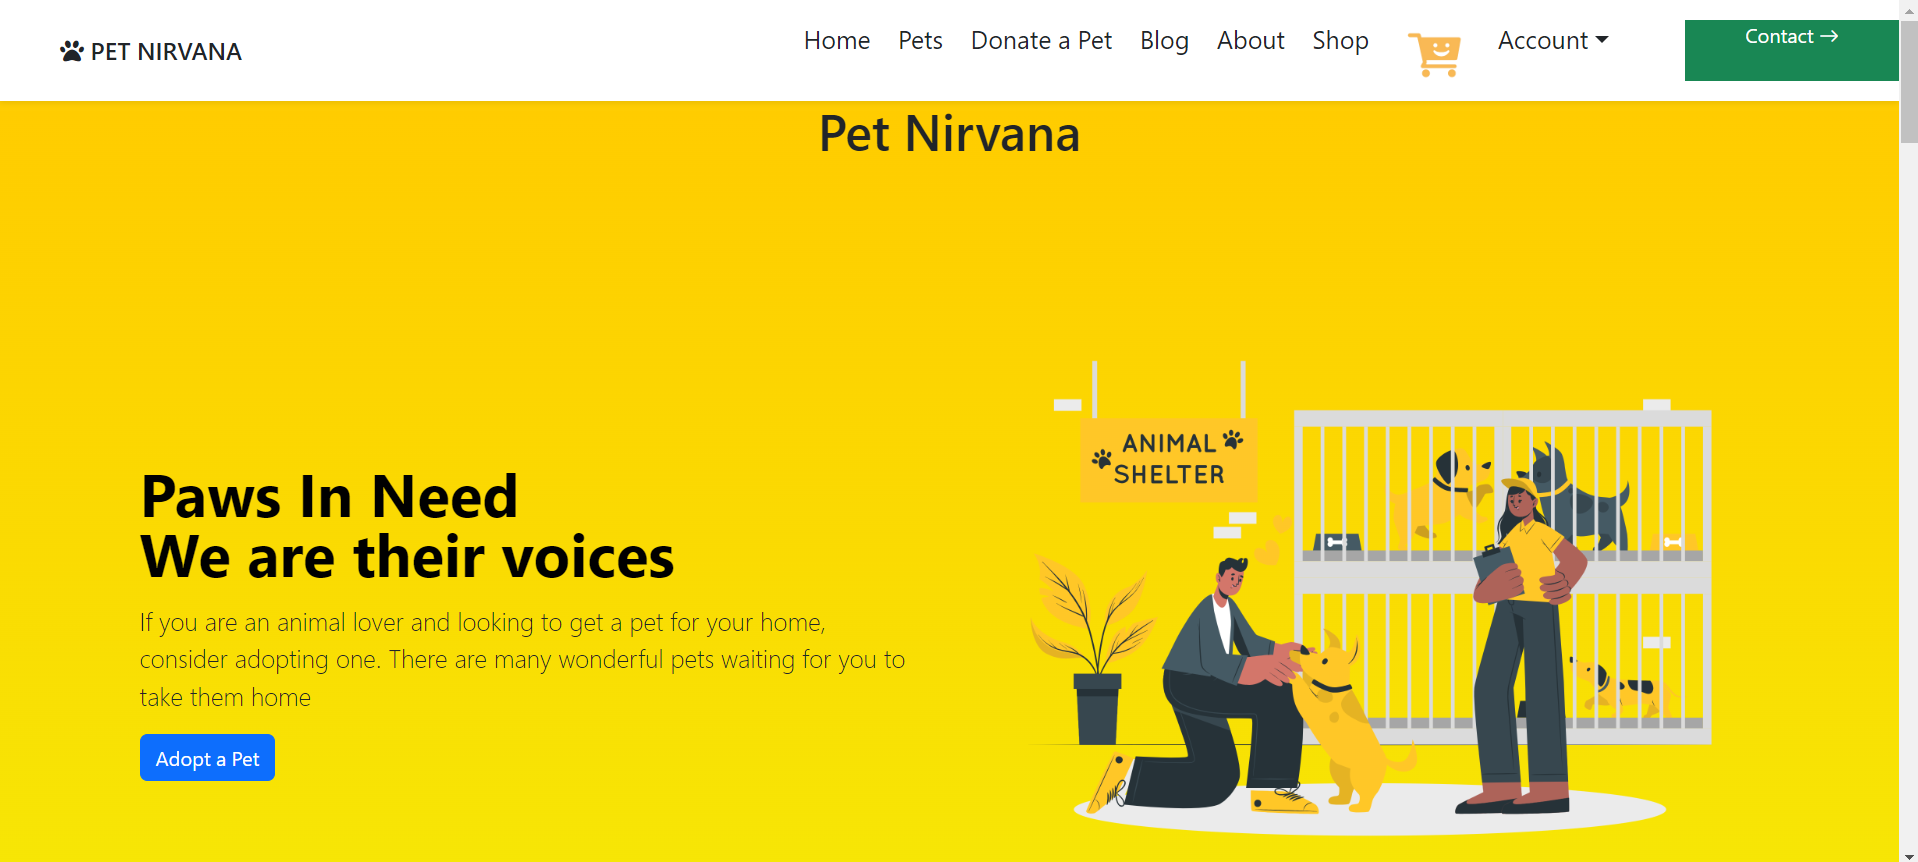 PET NIRVANA
Home Pets Donate a Pet Blog About Shop Account Contact →
Pet Nirvana
ANIMAL
SHELTER
Paws In Need
We are their voices
If you are an animal lover and looking to get a pet for your home,
consider adopting one. There are many wonderful pets waiting for you to
take them home
Adopt a Pet